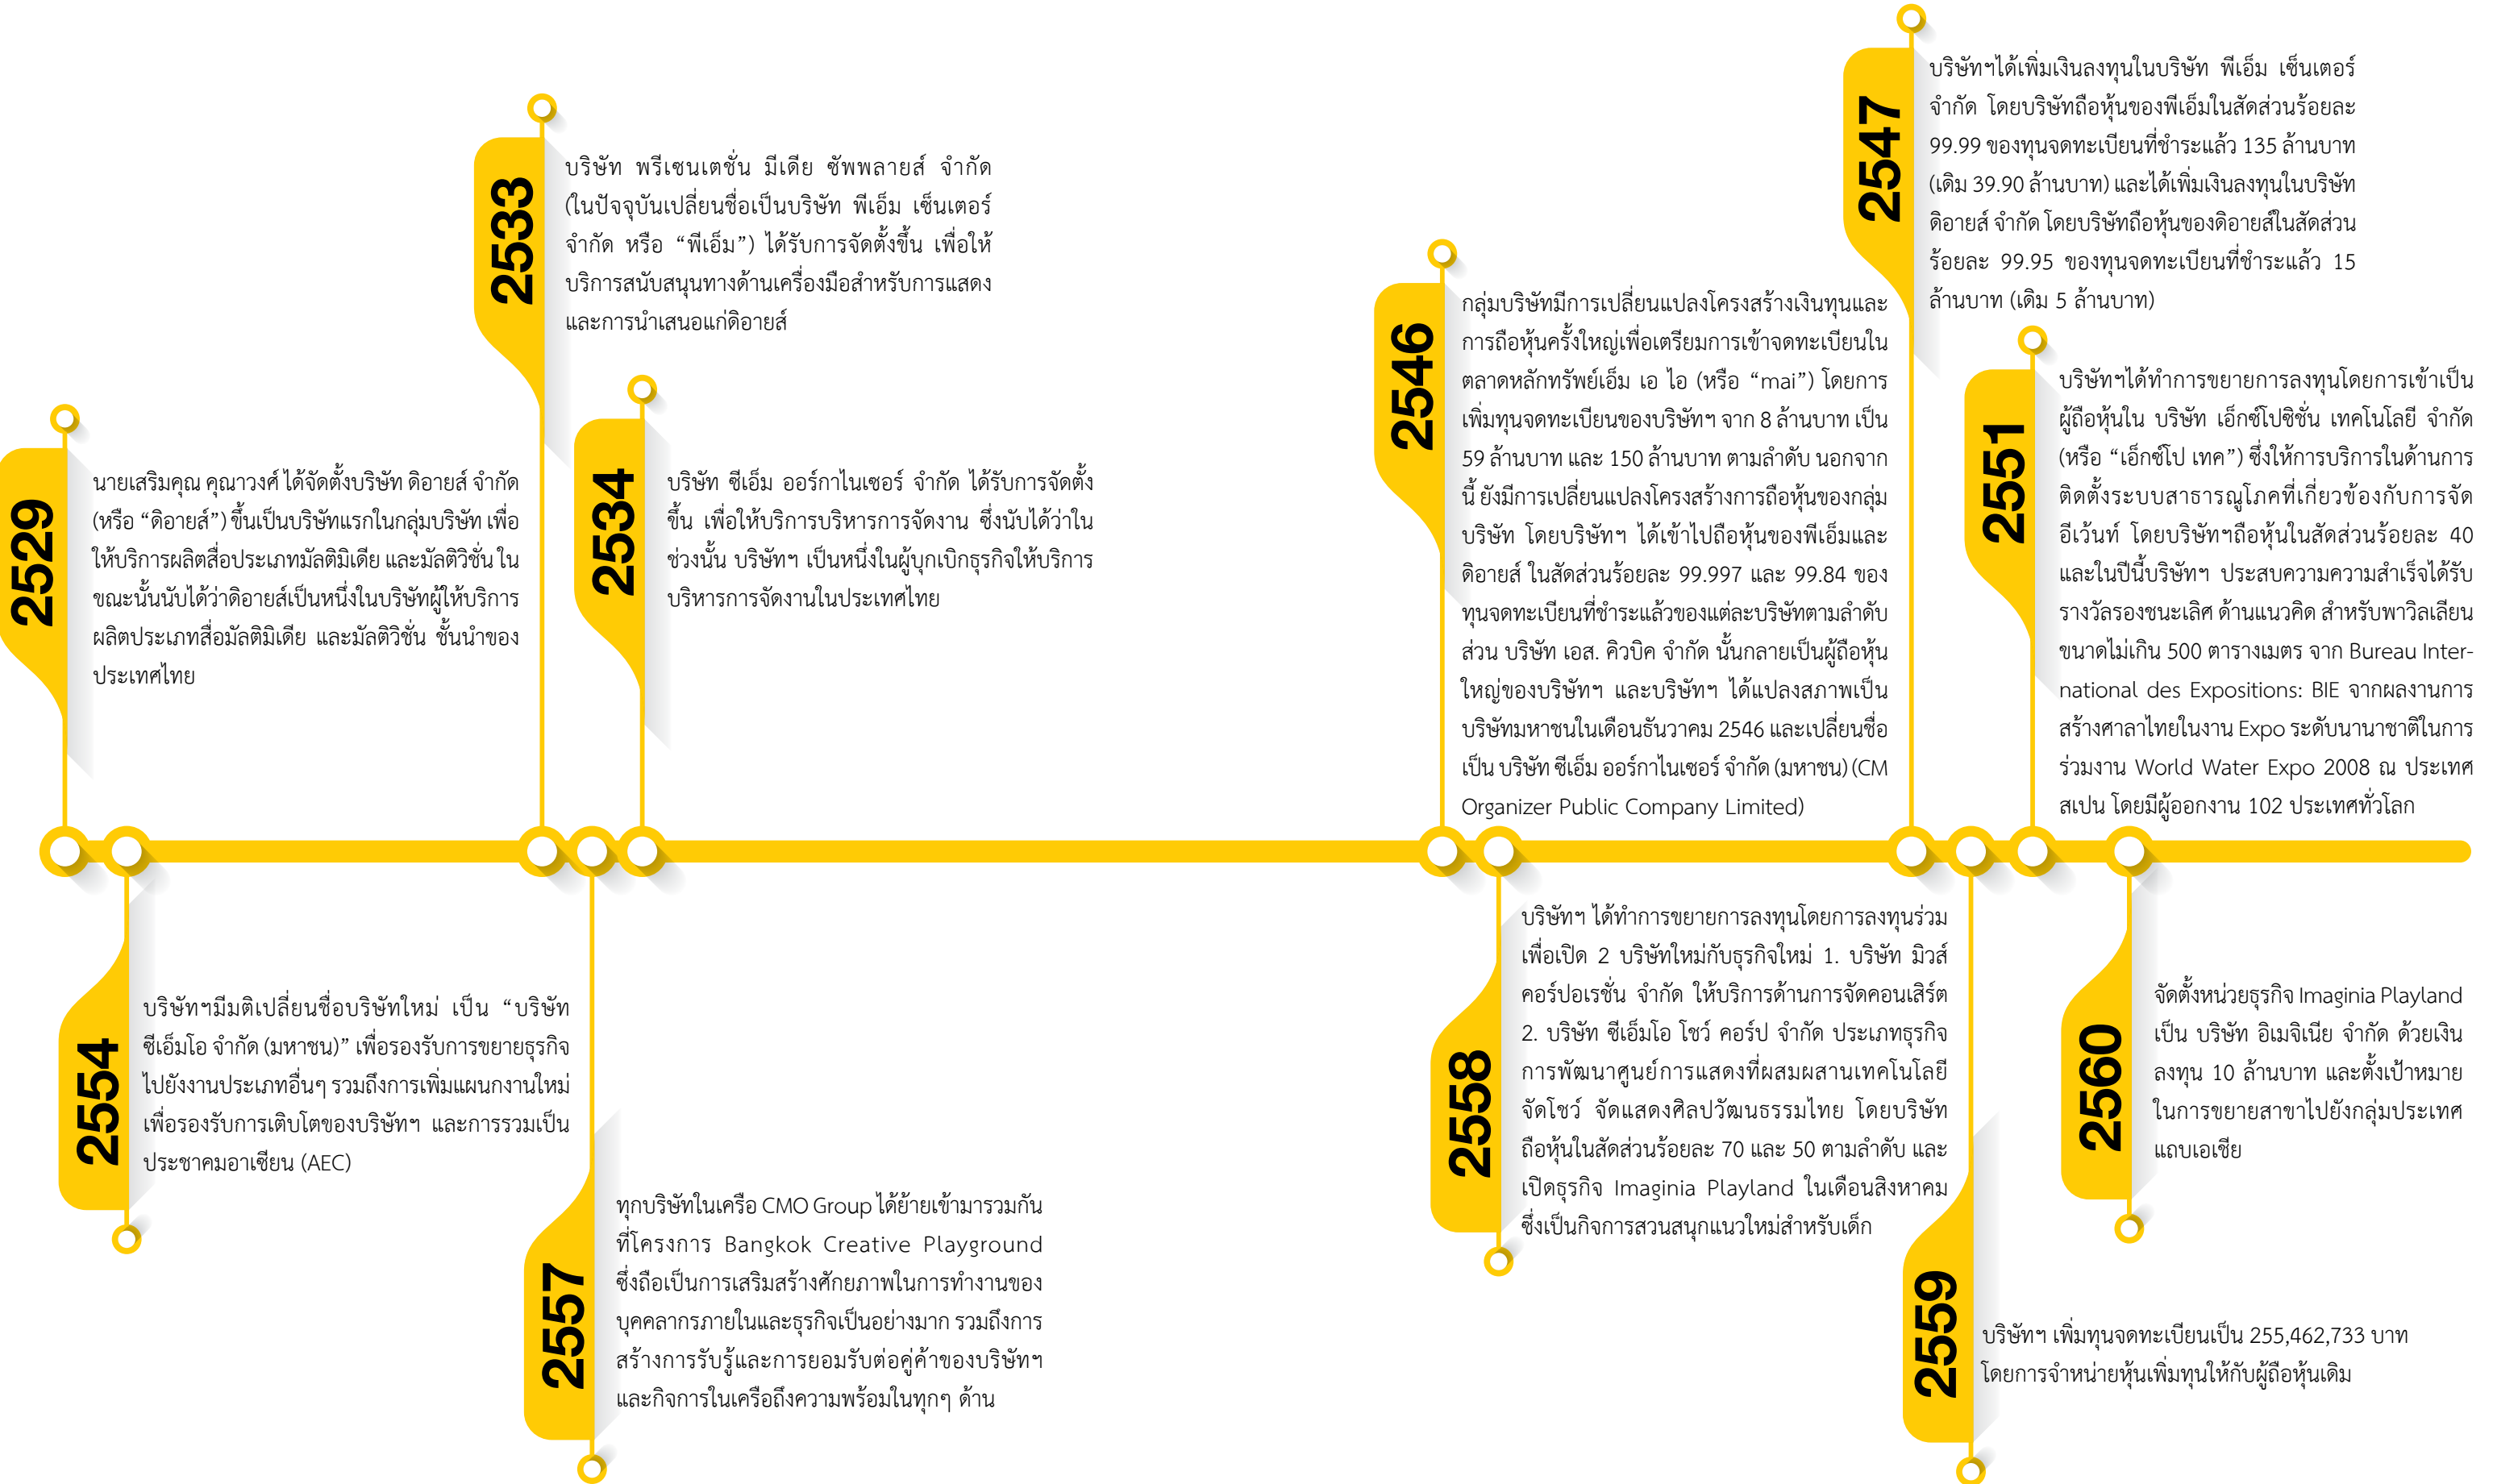 2529
นายเสริมคุณ คุณาวงศ์ ได้จัดตั้งบริษัท ดิอายส์ จำกัด
(หรือ “ดิอายส์”) ขึ้นเป็นบริษัทแรกในกลุ่มบริษัท เพื่อ
ให้บริการผลิตสื่อประเภทมัลติมิเดีย และมัลติวิชั่น ใน
ขณะนั้นนับได้ว่าดิอายส์เป็นหนึ่งในบริษัทผู้ให้บริการ
ผลิตประเภทสื่อมัลติมิเดีย และมัลติวิชั่น ชั้นนำของ
ประเทศไทย
2533
บริษัท พรีเซนเตชั่น มีเดีย ซัพพลายส์ จำกัด
(ในปัจจุบันเปลี่ยนชื่อเป็นบริษัท พีเอ็ม เซ็นเตอร์
จำกัด หรือ “พีเอ็ม”) ได้รับการจัดตั้งขึ้น เพื่อให้
บริการสนับสนุนทางด้านเครื่องมือสำหรับการแสดง
และการนำเสนอแก่ดิอายส์
2534
บริษัท ซีเอ็ม ออร์กาไนเซอร์ จำกัด ได้รับการจัดตั้ง
ขึ้น เพื่อให้บริการบริหารการจัดงาน ซึ่งนับได้ว่าใน
ช่วงนั้น บริษัทฯ เป็นหนึ่งในผู้บุกเบิกธุรกิจให้บริการ
บริหารการจัดงานในประเทศไทย
2546
กลุ่มบริษัทมีการเปลี่ยนแปลงโครงสร้างเงินทุนและ
การถือหุ้นครั้งใหญ่เพื่อเตรียมการเข้าจดทะเบียนใน
ตลาดหลักทรัพย์เอ็ม เอ ไอ (หรือ “mai”) โดยการ
เพิ่มทุนจดทะเบียนของบริษัทฯ จาก 8 ล้านบาท เป็น
59 ล้านบาท และ 150 ล้านบาท ตามลำดับ นอกจาก
นี้ ยังมีการเปลี่ยนแปลงโครงสร้างการถือหุ้นของกลุ่ม
บริษัท โดยบริษัทฯ ได้เข้าไปถือหุ้นของพีเอ็มและ
ดิอายส์ ในสัดส่วนร้อยละ 99.997 และ 99.84 ของ
ทุนจดทะเบียนที่ชำระแล้วของแต่ละบริษัทตามลำดับ
ส่วน บริษัท เอส. คิวบิค จำกัด นั้นกลายเป็นผู้ถือหุ้น
ใหญ่ของบริษัทฯ และบริษัทฯ ได้แปลงสภาพเป็น
บริษัทมหาชนในเดือนธันวาคม 2546 และเปลี่ยนชื่อ
เป็น บริษัท ซีเอ็ม ออร์กาไนเซอร์ จำกัด (มหาชน) (CM
Organizer Public Company Limited)
2547
บริษัทฯได้เพิ่มเงินลงทุนในบริษัท พีเอ็ม เซ็นเตอร์
จำกัด โดยบริษัทถือหุ้นของพีเอ็มในสัดส่วนร้อยละ
99.99 ของทุนจดทะเบียนที่ชำระแล้ว 135 ล้านบาท
(เดิม 39.90 ล้านบาท) และได้เพิ่มเงินลงทุนในบริษัท
ดิอายส์ จำกัด โดยบริษัทถือหุ้นของดิอายส์ในสัดส่วน
ร้อยละ 99.95 ของทุนจดทะเบียนที่ชำระแล้ว 15
ล้านบาท (เดิม 5 ล้านบาท)
2551
บริษัทฯได้ทำการขยายการลงทุนโดยการเข้าเป็น
ผู้ถือหุ้นใน บริษัท เอ็กซ์โปซิชั่น เทคโนโลยี จำกัด
(หรือ “เอ็กซ์โป เทค”) ซึ่งให้การบริการในด้านการ
ติดตั้งระบบสาธารณูโภคที่เกี่ยวข้องกับการจัด
อีเว้นท์ โดยบริษัทฯถือหุ้นในสัดส่วนร้อยละ 40
และในปีนี้บริษัทฯ ประสบความความสำเร็จได้รับ
รางวัลรองชนะเลิศ ด้านแนวคิด สำหรับพาวิลเลียน
ขนาดไม่เกิน 500 ตารางเมตร จาก Bureau Inter-
national des Expositions: BIE จากผลงานการ
สร้างศาลาไทยในงาน Expo ระดับนานาชาติในการ
ร่วมงาน World Water Expo 2008 ณ ประเทศ
สเปน โดยมีผู้ออกงาน 102 ประเทศทั่วโลก
2554
บริษัทฯมีมติเปลี่ยนชื่อบริษัทใหม่ เป็น “บริษัท
ซีเอ็มโอ จำกัด (มหาชน)” เพื่อรองรับการขยายธุรกิจ
ไปยังงานประเภทอื่นๆ รวมถึงการเพิ่มแผนกงานใหม่
เพื่อรองรับการเติบโตของบริษัทฯ และการรวมเป็น
ประชาคมอาเซียน (AEC)
2557
ทุกบริษัทในเครือ CMO Group ได้ย้ายเข้ามารวมกัน
ที่โครงการ Bangkok Creative Playground
ซึ่งถือเป็นการเสริมสร้างศักยภาพในการทำงานของ
บุคคลากรภายในและธุรกิจเป็นอย่างมาก รวมถึงการ
สร้างการรับรู้และการยอมรับต่อคู่ค้าของบริษัทฯ
และกิจการในเครือถึงความพร้อมในทุกๆ ด้าน
2558
บริษัทฯ ได้ทำการขยายการลงทุนโดยการลงทุนร่วม
เพื่อเปิด 2 บริษัทใหม่กับธุรกิจใหม่ 1. บริษัท มิวส์
คอร์ปอเรชั่น จำกัด ให้บริการด้านการจัดคอนเสิร์ต
2. บริษัท ซีเอ็มโอ โชว์ คอร์ป จำกัด ประเภทธุรกิจ
การพัฒนาศูนย์การแสดงที่ผสมผสานเทคโนโลยี
จัดโชว์ จัดแสดงศิลปวัฒนธรรมไทย โดยบริษัท
ถือหุ้นในสัดส่วนร้อยละ 70 และ 50 ตามลำดับ และ
เปิดธุรกิจ Imaginia Playland ในเดือนสิงหาคม
ซึ่งเป็นกิจการสวนสนุกแนวใหม่สำหรับเด็ก
2559
บริษัทฯ เพิ่มทุนจดทะเบียนเป็น 255,462,733 บาท
โดยการจำหน่ายหุ้นเพิ่มทุนให้กับผู้ถือหุ้นเดิม
2560
จัดตั้งหน่วยธุรกิจ Imaginia Playland
เป็น บริษัท อิเมจิเนีย จำกัด ด้วยเงิน
ลงทุน 10 ล้านบาท และตั้งเป้าหมาย
ในการขยายสาขาไปยังกลุ่มประเทศ
แถบเอเชีย